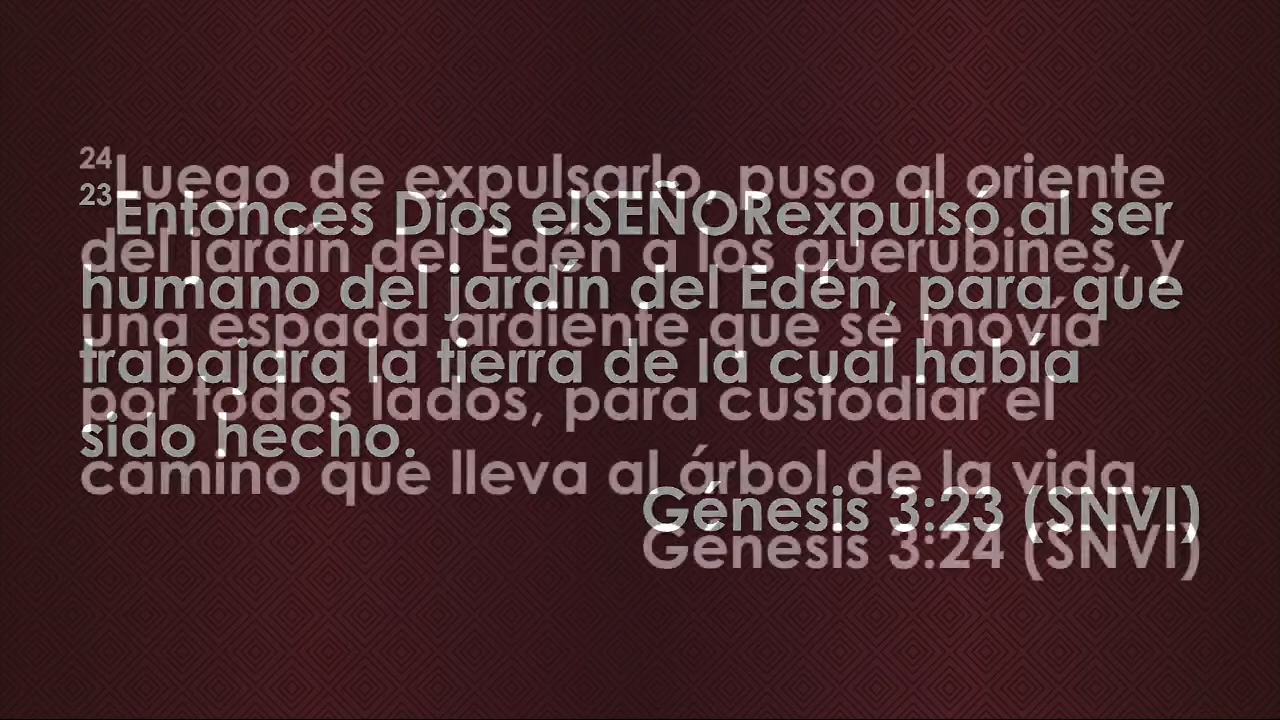 23 Entonces Dios elSEÑORexpulsó al ser
humano del jardín del Edén, para que
trabajara la tierra de la cual había
sido hecho.
Génesis 3:23 (SNVI)
24 Luego de expulsarlo, puso al oriente
del jardín del Edén a los querubines, y
una espada ardiente que se movía
por todos lados, para custodiar el
camino que lleva al árbol de la vida.
Génesis 3:24 (SNVI)